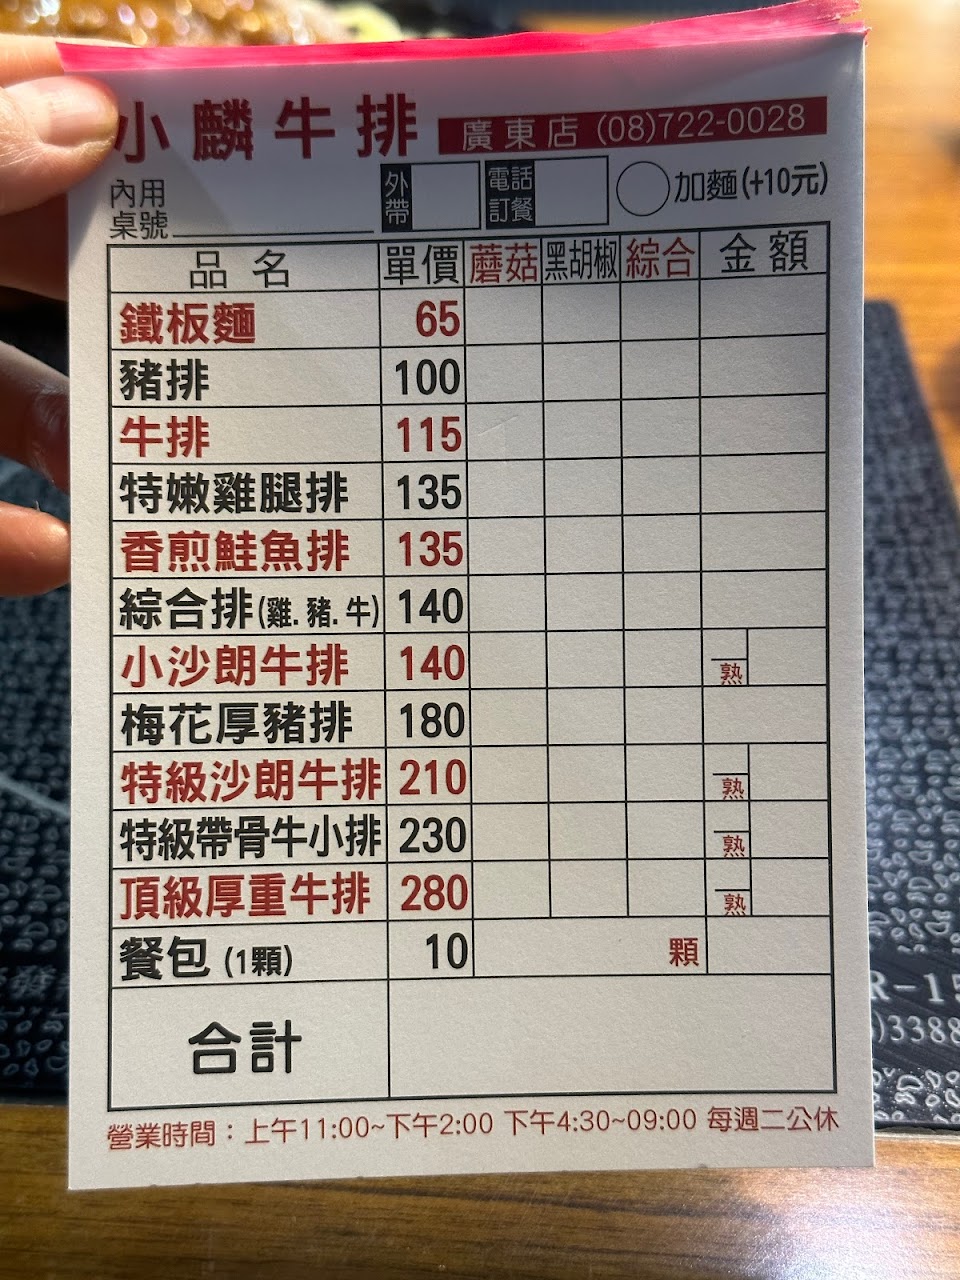 小麟牛排 廣東店 (08)722-0028
內用桌號 外帶 電話訂餐 加麵(+10元)
品名 單價 蘑菇 黑胡椒 綜合 金額
鐵板麵 65
豬排 100
牛排 115
特嫩雞腿排 135
香煎鮭魚排 135
綜合排(雞.豬.牛) 140
小沙朗牛排 140 熟
梅花厚豬排 180
特級沙朗牛排 210 熟
特級帶骨牛小排 230 熟
頂級厚重牛排 280 熟
餐包 (1顆) 10 顆
合計
營業時間：上午11:00~下午2:00 下午4:30~09:00 每週二公休
R-15
)3388